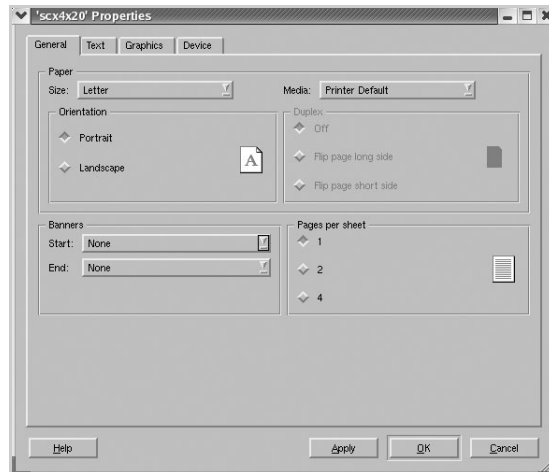 'scx4x20' Properties
General Text Graphics Device
Paper
Size: Letter Media: Printer Default
Orientation Duplex
Portrait Off
Landscape Flip page long side
A
Flip page short side
Banners Pages per sheet
Start: None 1
End: None 2
4
Help Apply OK Cancel